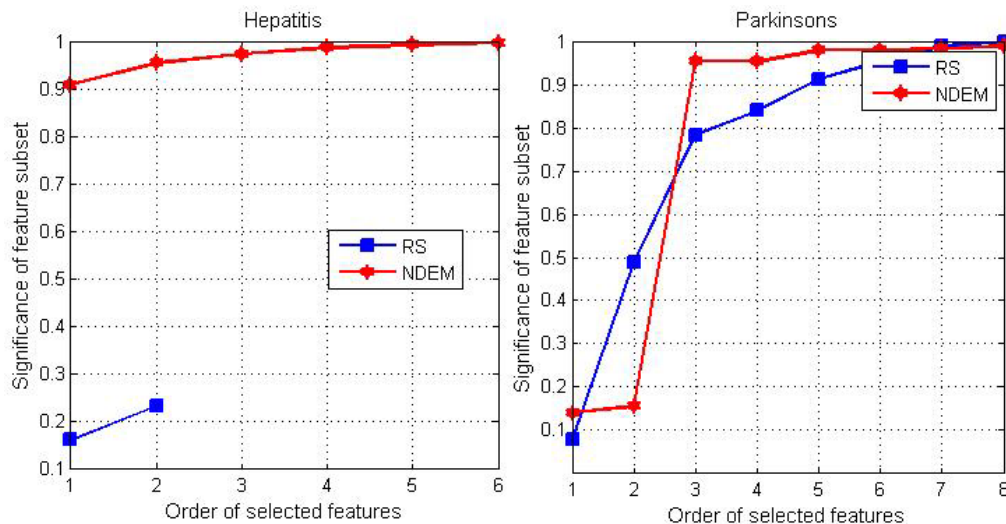 Hepatitis
Significance of feature subset
1
0.9
0.8
0.7
0.6
0.5
0.4
0.3
0.2
0.1
RS
NDEM
1 2 3 4 5 6
Order of selected features
Parkinsons
Significance of feature subset
1
0.9
0.8
0.7
0.6
0.5
0.4
0.3
0.2
0.1
RS
NDEM
1 2 3 4 5 6 7 8
Order of selected features